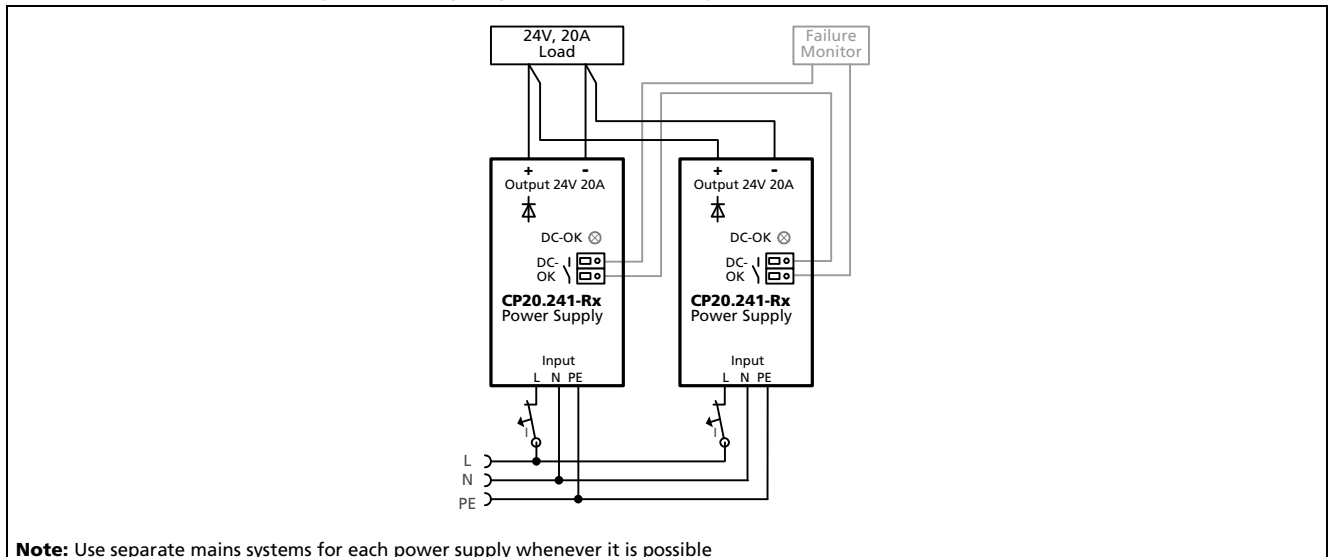 24V, 20A
Load
Failure
Monitor
+ -
Output 24V 20A
DC-OK
DC-
OK
CP20.241-Rx
Power Supply
Input
L N PE
I
+ -
Output 24V 20A
DC-OK
DC-
OK
CP20.241-Rx
Power Supply
Input
L N PE
I
L
N
PE
Note: Use separate mains systems for each power supply whenever it is possible